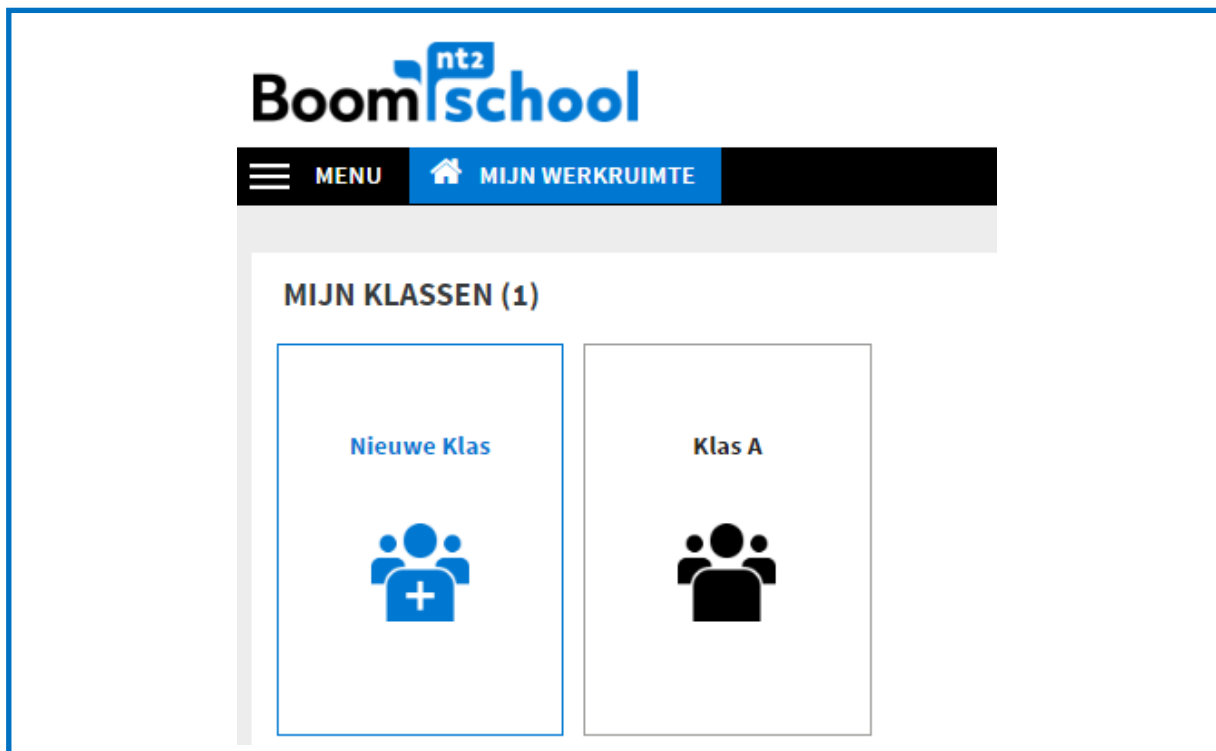 nt2
Boom school
MENU MIJN WERKRUIMTE
MIJN KLASSEN (1)
Nieuwe Klas Klas A